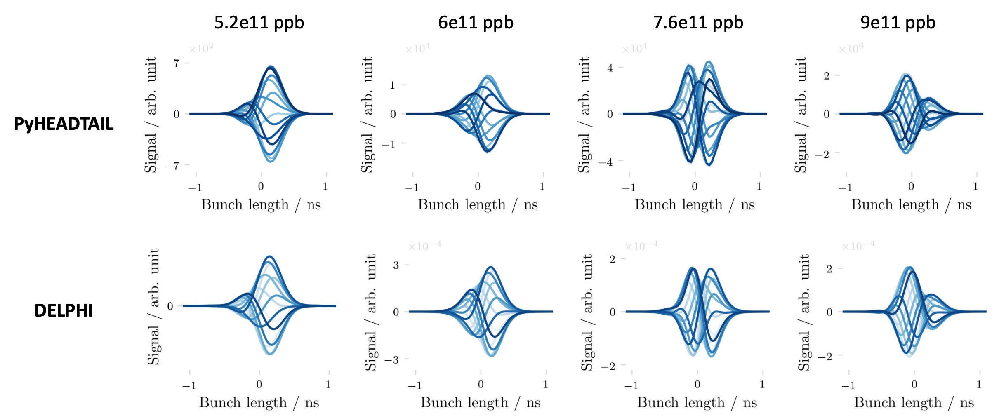 5.2e11 ppb
6e11 ppb
7.6e11 ppb
9e11 ppb
PyHEADTAIL
×10²
Signal / arb. unit
7
0
−7
−1
0
1
Bunch length / ns
×10⁴
Signal / arb. unit
1
0
−1
−1
0
1
Bunch length / ns
×10⁴
Signal / arb. unit
4
0
−4
−1
0
1
Bunch length / ns
×10⁶
Signal / arb. unit
2
0
−2
−1
0
1
Bunch length / ns
DELPHI
Signal / arb. unit
0
−1
0
1
Bunch length / ns
×10⁻⁴
Signal / arb. unit
3
0
−3
−1
0
1
Bunch length / ns
×10⁻⁴
Signal / arb. unit
2
0
−2
−1
0
1
Bunch length / ns
×10⁻⁴
Signal / arb. unit
2
0
−2
−1
0
1
Bunch length / ns